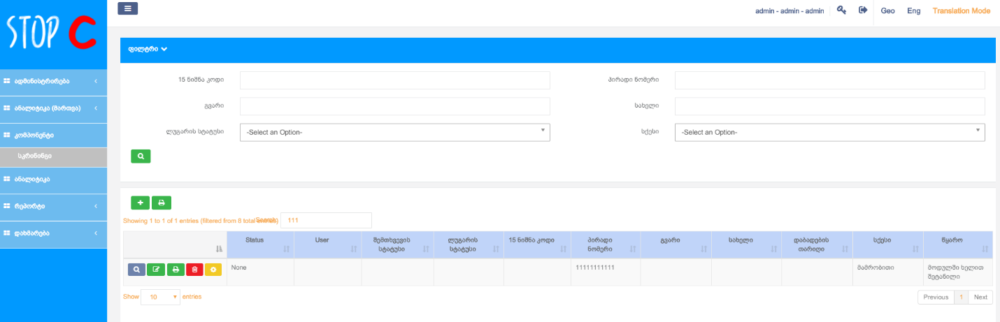 STOP C
admin - admin - admin Geo Eng Translation Mode
ფილტრი
15 ნიშნა კოდი
პირადი ნომერი
გვარი
სახელი
ლუგარის სტატუსი -Select an Option-
სქესი -Select an Option-
ადმინისტრირება
ანალიტიკა (მართვა)
კომპონენტი
სკრინინგი
ანალიტიკა
რეპორტი
დახმარება
Showing 1 to 1 of 1 entries (filtered from 8 total entries) Search: 111
Status User შემთხვევის სტატუსი ლუგარის სტატუსი 15 ნიშნა კოდი პირადი ნომერი გვარი სახელი დაბადების თარიღი სქესი წყარო
None 11111111111 მამრობითი მოდულში ხელით შეტანილი
Show 10 entries
Previous 1 Next